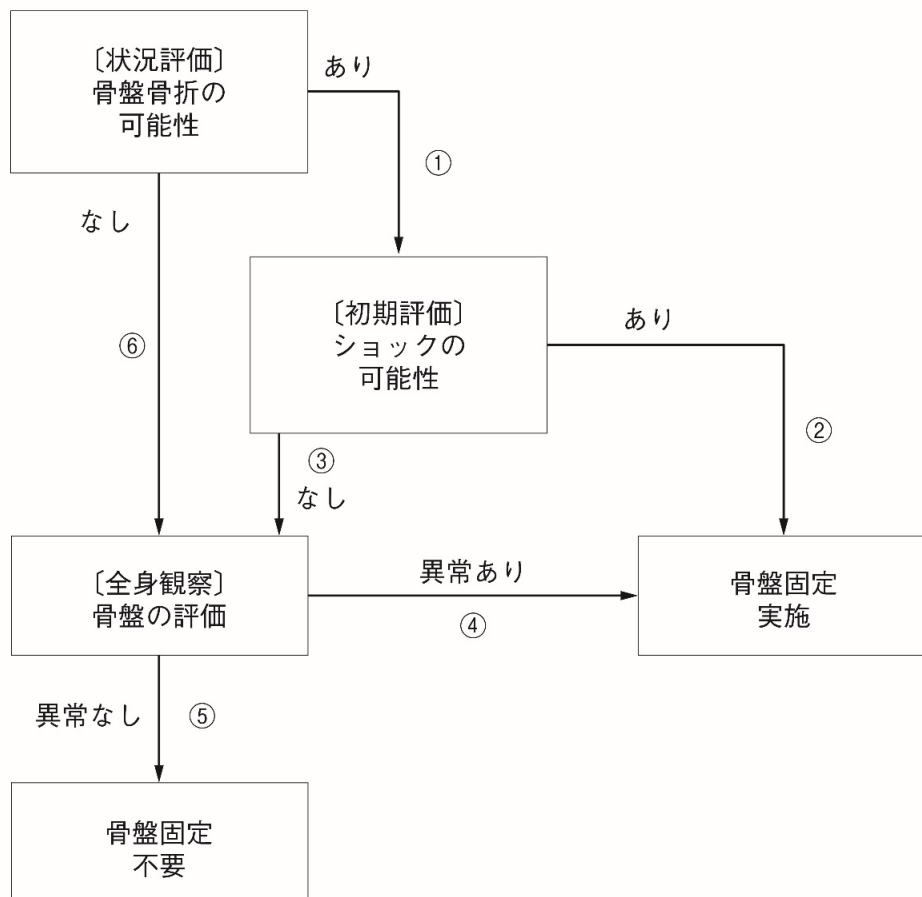 〔状況評価〕
骨盤骨折の
可能性
あり
①
なし
〔初期評価〕
ショックの
可能性
あり
⑥
②
③
なし
〔全身観察〕
骨盤の評価
異常あり
④
骨盤固定
実施
異常なし
⑤
骨盤固定
不要